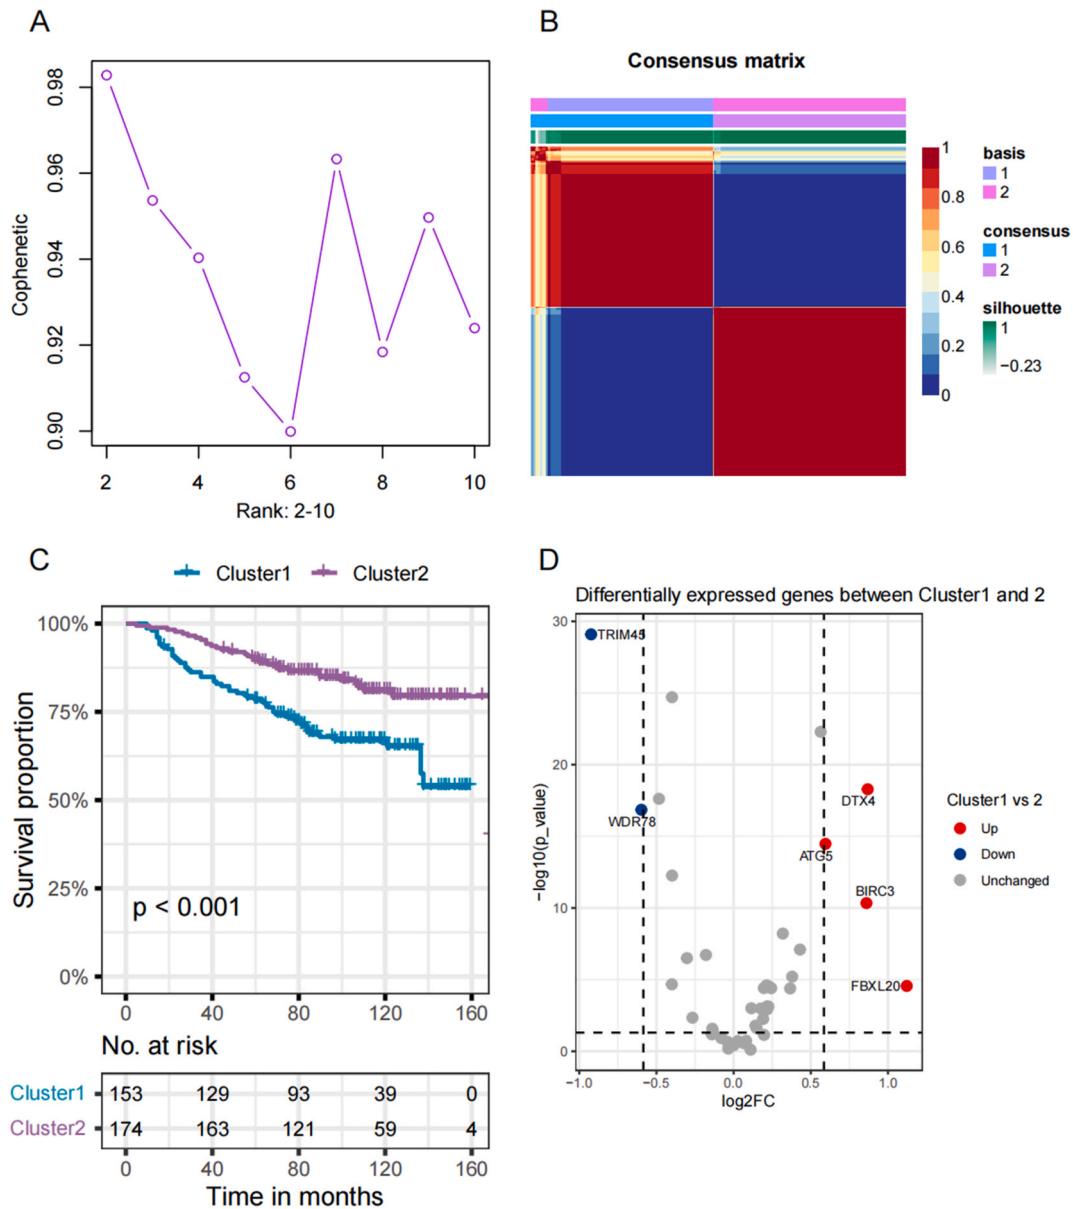 A
0.98
0.96
0.94
0.92
0.90
Cophenetic
2 4 6 8 10
Rank: 2-10
B
Consensus matrix
1
0.8
0.6
0.4
0.2
0
basis
1
2
consensus
1
2
silhouette
1
−0.23
C
Cluster1 Cluster2
100%
75%
50%
25%
0%
Survival proportion
p < 0.001
0 40 80 120 160
No. at risk
Cluster1 153 129 93 39 0
Cluster2 174 163 121 59 4
0 40 80 120 160
Time in months
D
Differentially expressed genes between Cluster1 and 2
30
20
10
0
−log10(p_value)
TRIM45
WDR78
DTX4
ATG5
BIRC3
FBXL20
−1.0 −0.5 0.0 0.5 1.0
log2FC
Cluster1 vs 2
Up
Down
Unchanged